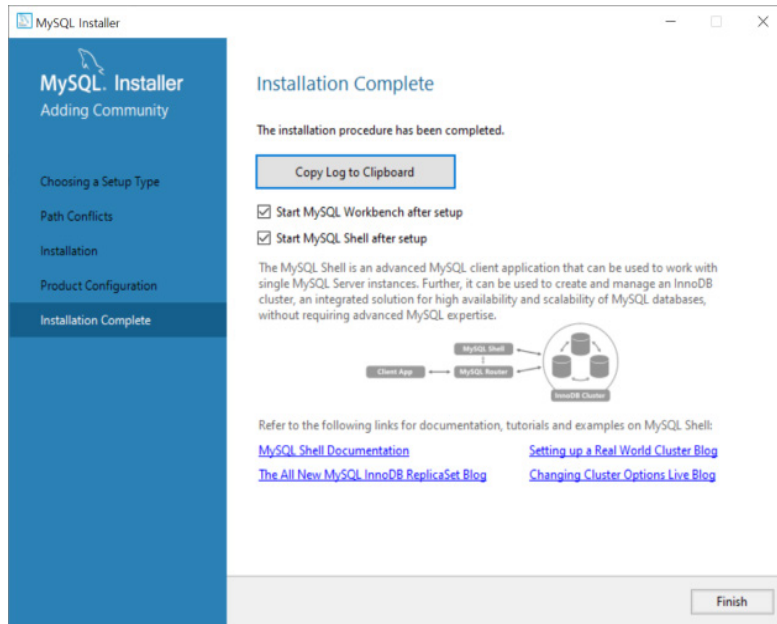 MySQL Installer
MySQL. Installer
Adding Community
Choosing a Setup Type
Path Conflicts
Installation
Product Configuration
Installation Complete
Installation Complete
The installation procedure has been completed.
Copy Log to Clipboard
Start MySQL Workbench after setup
Start MySQL Shell after setup
The MySQL Shell is an advanced MySQL client application that can be used to work with
single MySQL Server instances. Further, it can be used to create and manage an InnoDB
cluster, an integrated solution for high availability and scalability of MySQL databases,
without requiring advanced MySQL expertise.
MySQL Shell
Client App
MySQL Router
InnoDB Cluster
Refer to the following links for documentation, tutorials and examples on MySQL Shell:
MySQL Shell Documentation
Setting up a Real World Cluster Blog
The All New MySQL InnoDB ReplicaSet Blog
Changing Cluster Options Live Blog
Finish